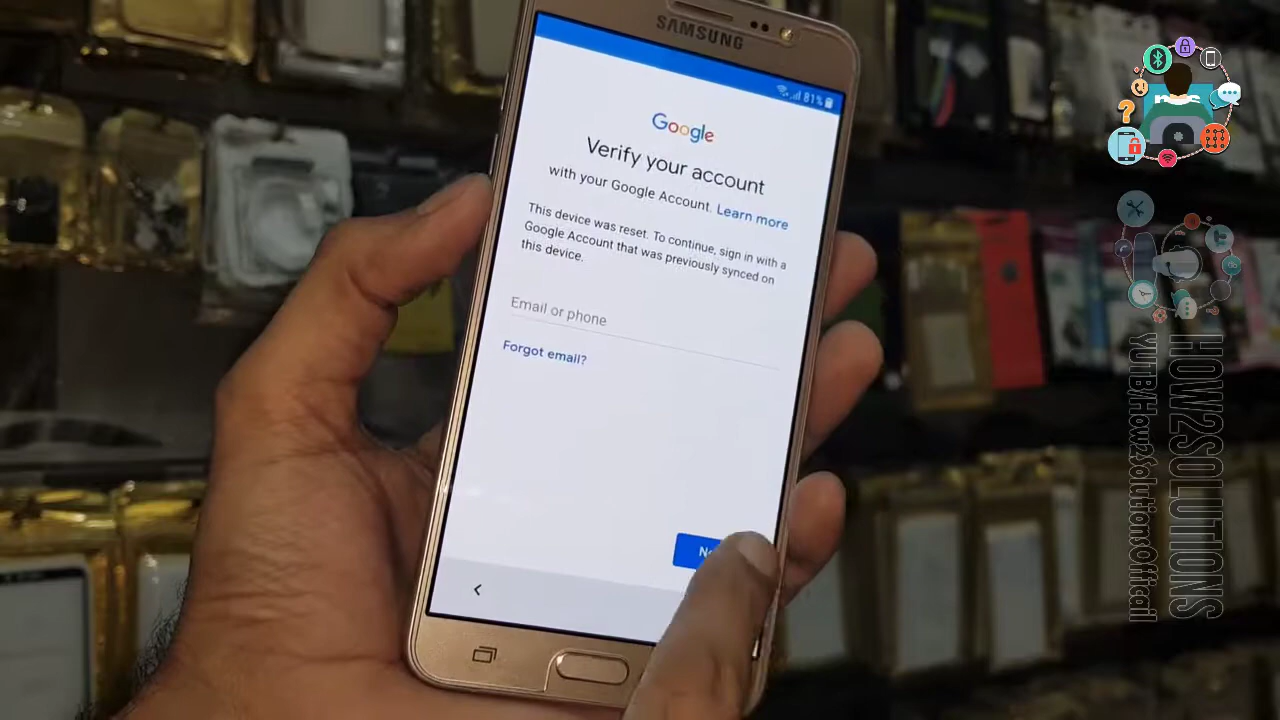 SAMSUNG
81%
Google
Verify your account
with your Google Account. Learn more
This device was reset. To continue, sign in with a
Google Account that was previously synced on
this device.
Email or phone
Forgot email?
HOW2SOLUTIONS
YUTB/How2SolutionsOfficail